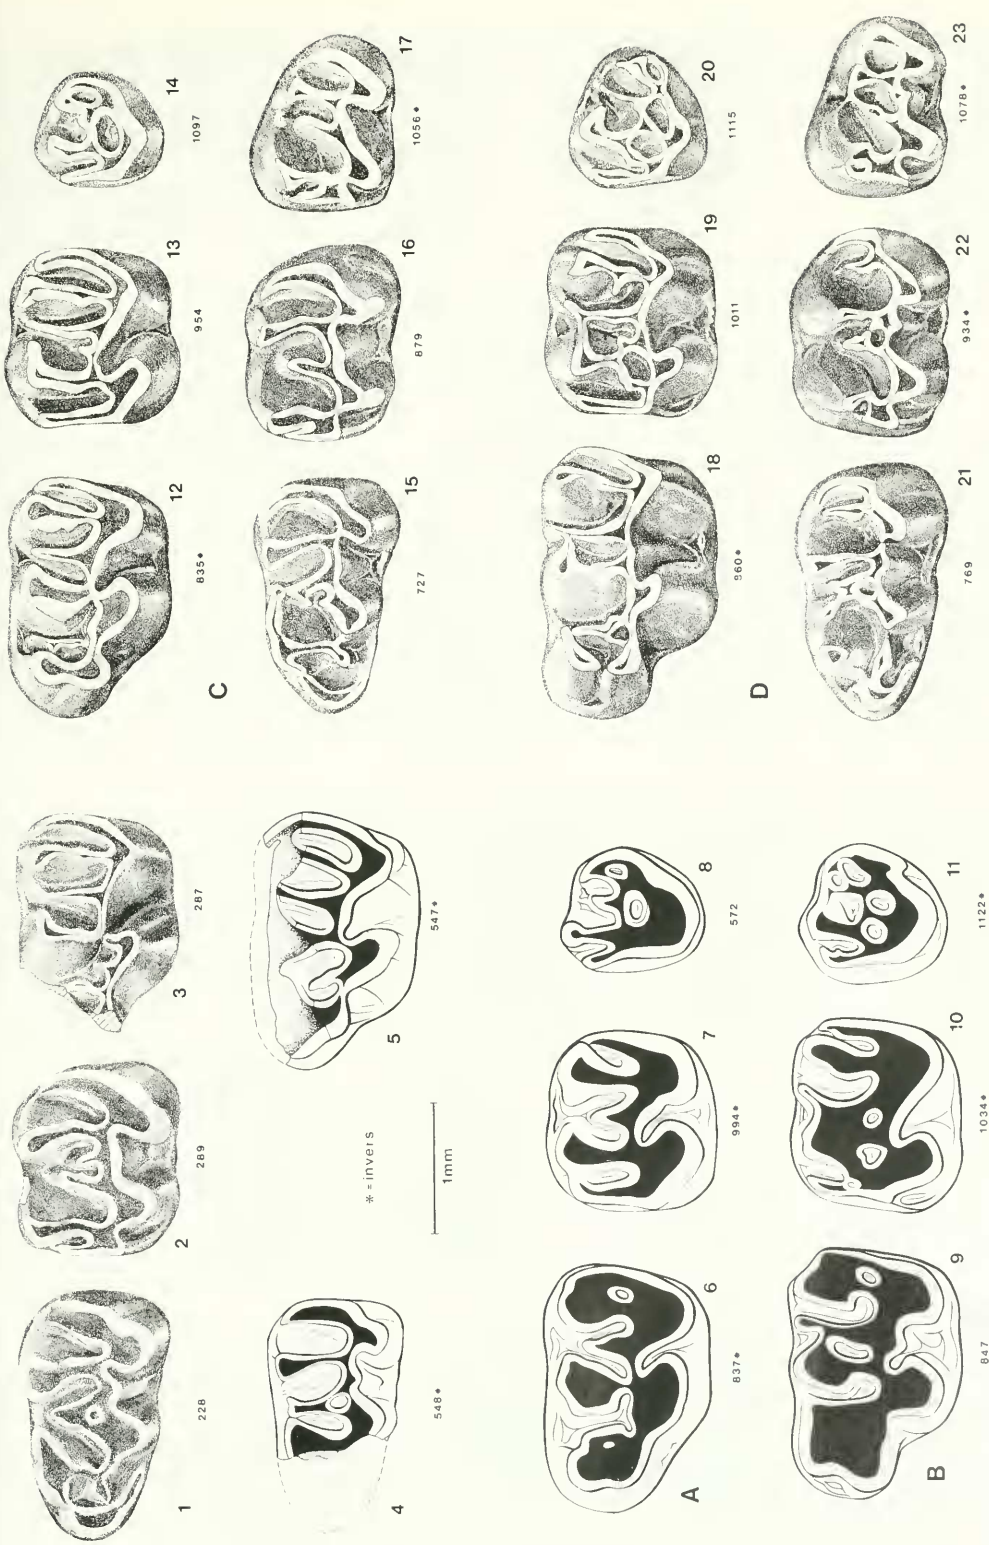 1 2 3 12 13 14
228 289 287 835* 954 1097
C
4 5 15 16 17
548* 547* 727 879 1056*
* = invers
1mm
A 6 7 8 18 19 20
837* 994* 572 960* 1011 1115
D
B 9 10 11 21 22 23
847 1034* 1122* 769 934* 1078*